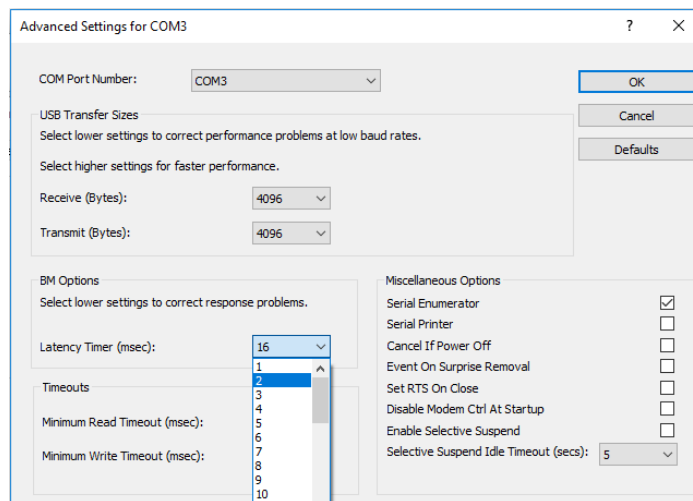 Advanced Settings for COM3
? ×
COM Port Number: COM3
OK
USB Transfer Sizes
Cancel
Select lower settings to correct performance problems at low baud rates.
Defaults
Select higher settings for faster performance.
Receive (Bytes): 4096
Transmit (Bytes): 4096
BM Options
Select lower settings to correct response problems.
Latency Timer (msec): 16
1
2
3
4
5
6
7
8
9
10
Timeouts
Minimum Read Timeout (msec):
Minimum Write Timeout (msec):
Miscellaneous Options
Serial Enumerator
Serial Printer
Cancel If Power Off
Event On Surprise Removal
Set RTS On Close
Disable Modem Ctrl At Startup
Enable Selective Suspend
Selective Suspend Idle Timeout (secs): 5